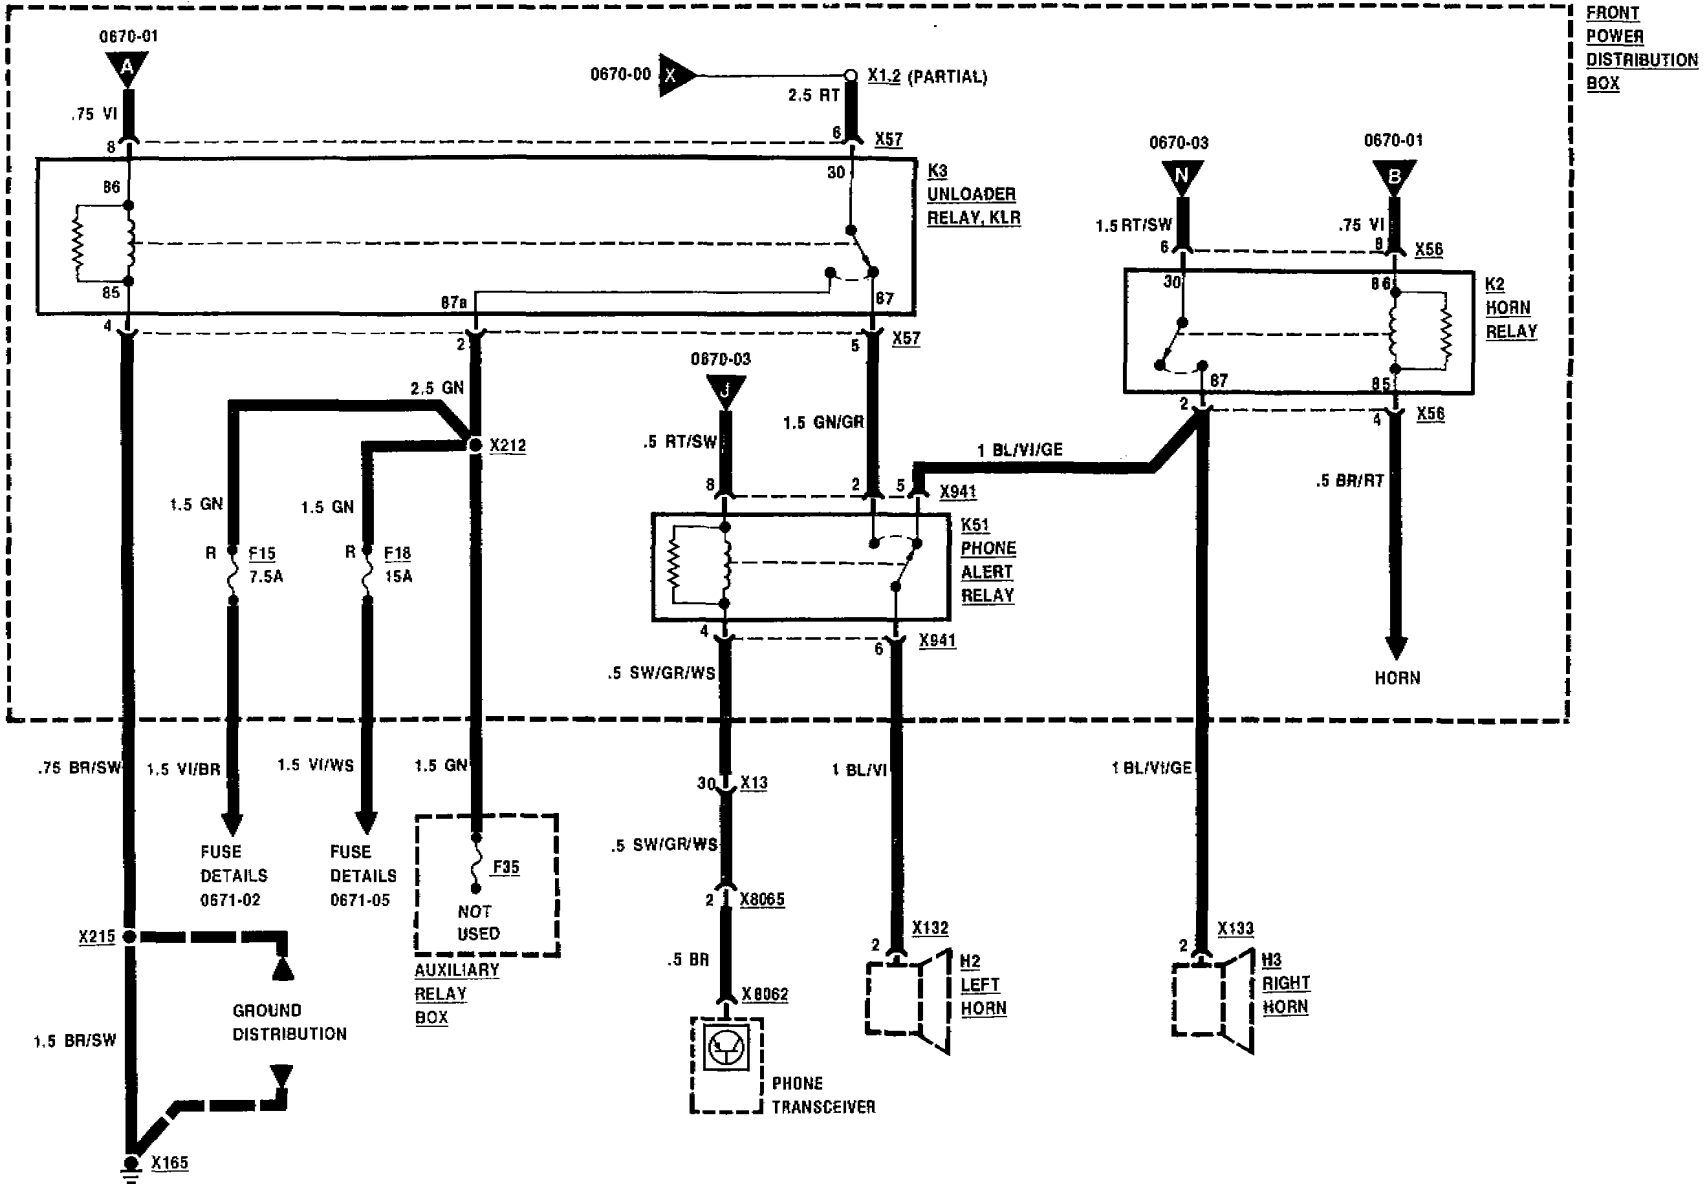 FRONT
POWER
DISTRIBUTION
BOX
0670-01
A
.75 VI
8
0670-00
X
X1.2 (PARTIAL)
2.5 RT
6
X57
86
85
30
87a
87
K3
UNLOADER
RELAY, KLR
4
2
5
X57
0670-03
N
1.5 RT/SW
6
0670-01
B
.75 VI
8
X56
30
86
87
85
K2
HORN
RELAY
2
4
X56
2.5 GN
X212
1.5 GN
1.5 GN
R
F15
7.5A
R
F18
15A
0670-03
J
.5 RT/SW
8
1.5 GN/GR
2
5
X941
1 BL/VI/GE
K51
PHONE
ALERT
RELAY
4
6
X941
.5 BR/RT
HORN
.5 SW/GR/WS
.75 BR/SW
1.5 VI/BR
1.5 VI/WS
1.5 GN
30
X13
1 BL/VI
1 BL/VI/GE
.5 SW/GR/WS
2
X8065
FUSE
DETAILS
0671-02
FUSE
DETAILS
0671-05
F35
NOT
USED
AUXILIARY
RELAY
BOX
X215
GROUND
DISTRIBUTION
1.5 BR/SW
X165
.5 BR
X8062
PHONE
TRANSCEIVER
2
X132
H2
LEFT
HORN
2
X133
H3
RIGHT
HORN